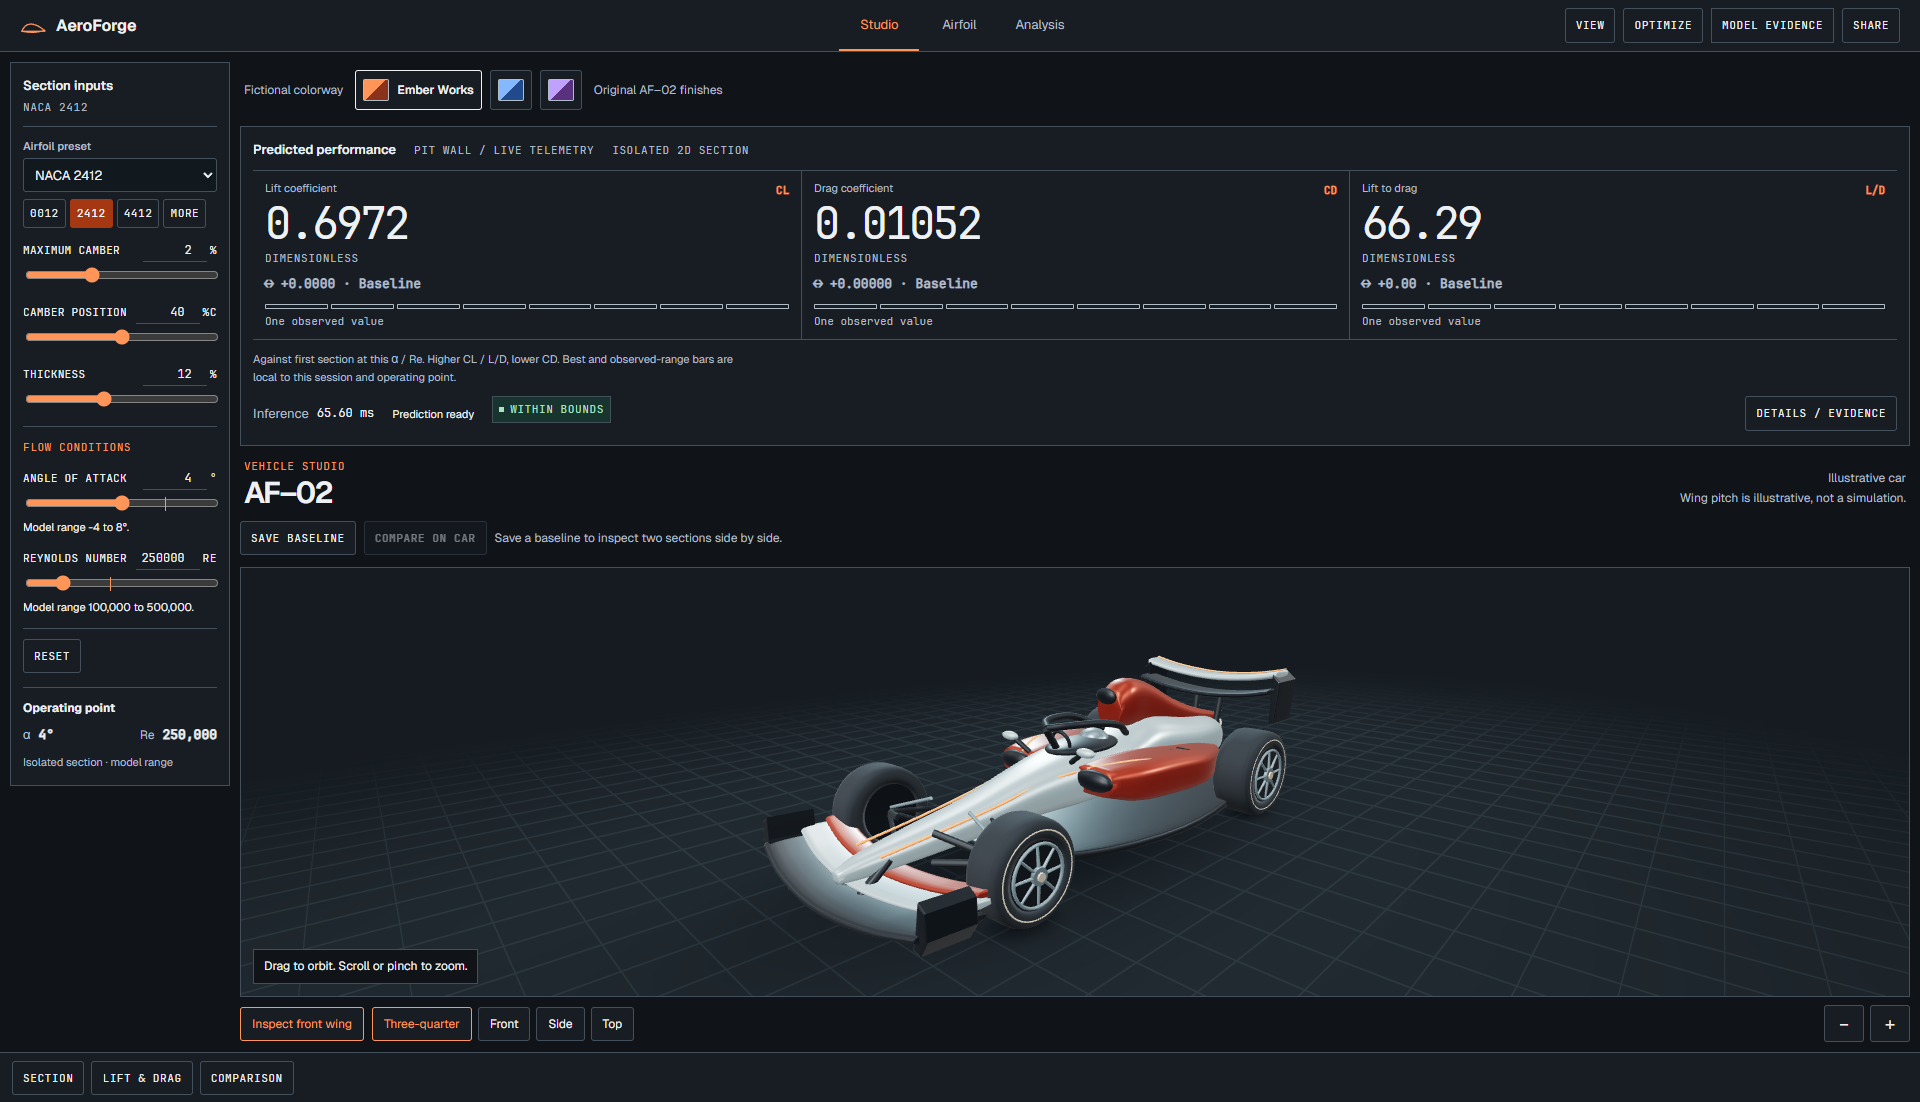 AeroForge
Studio
Airfoil
Analysis
VIEW
OPTIMIZE
MODEL EVIDENCE
SHARE
Section inputs
NACA 2412
Airfoil preset
NACA 2412
0012
2412
4412
MORE
MAXIMUM CAMBER 2 %
CAMBER POSITION 40 %C
THICKNESS 12 %
FLOW CONDITIONS
ANGLE OF ATTACK 4 °
Model range -4 to 8°.
REYNOLDS NUMBER 250000 RE
Model range 100,000 to 500,000.
RESET
Operating point
α 4° Re 250,000
Isolated section · model range
Fictional colorway
Ember Works
Original AF–02 finishes
Predicted performance PIT WALL / LIVE TELEMETRY ISOLATED 2D SECTION
Lift coefficient CL
0.6972
DIMENSIONLESS
⇔ +0.0000 · Baseline
One observed value
Drag coefficient CD
0.01052
DIMENSIONLESS
⇔ +0.00000 · Baseline
One observed value
Lift to drag L/D
66.29
DIMENSIONLESS
⇔ +0.00 · Baseline
One observed value
Against first section at this α / Re. Higher CL / L/D, lower CD. Best and observed-range bars are
local to this session and operating point.
Inference 65.60 ms Prediction ready WITHIN BOUNDS
DETAILS / EVIDENCE
VEHICLE STUDIO
AF–02
Illustrative car
Wing pitch is illustrative, not a simulation.
SAVE BASELINE
COMPARE ON CAR
Save a baseline to inspect two sections side by side.
Drag to orbit. Scroll or pinch to zoom.
Inspect front wing
Three-quarter
Front
Side
Top
−
+
SECTION
LIFT & DRAG
COMPARISON